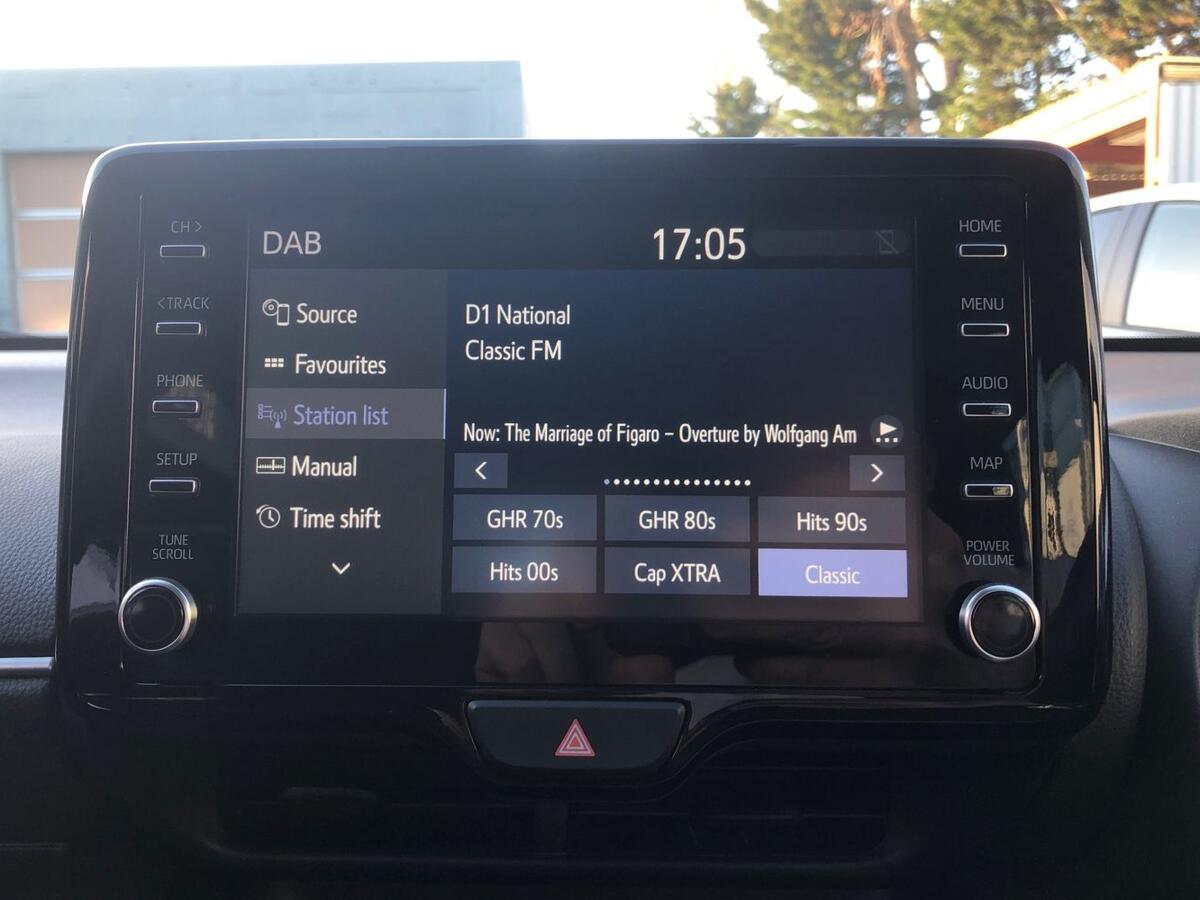 CH >
<TRACK
PHONE
SETUP
TUNE
SCROLL
DAB
17:05
Source
Favourites
Station list
Manual
Time shift
D1 National
Classic FM
Now: The Marriage of Figaro – Overture by Wolfgang Am
<
>
GHR 70s
GHR 80s
Hits 90s
Hits 00s
Cap XTRA
Classic
HOME
MENU
AUDIO
MAP
POWER
VOLUME